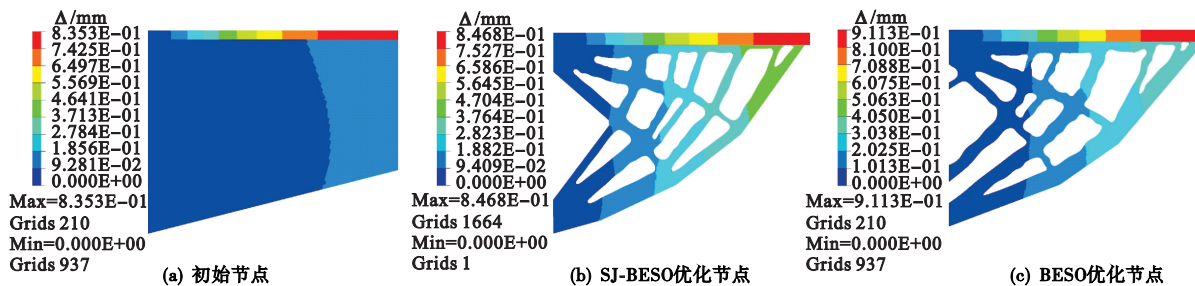 Δ/mm
8.353E-01
7.425E-01
6.497E-01
5.569E-01
4.641E-01
3.713E-01
2.784E-01
1.856E-01
9.281E-02
0.000E+00
Max=8.353E-01
Grids 210
Min=0.000E+00
Grids 937
(a) 初始节点
Δ/mm
8.468E-01
7.527E-01
6.586E-01
5.645E-01
4.704E-01
3.764E-01
2.823E-01
1.882E-01
9.409E-02
0.000E+00
Max=8.468E-01
Grids 1664
Min=0.000E+00
Grids 1
(b) SJ-BESO优化节点
Δ/mm
9.113E-01
8.100E-01
7.088E-01
6.075E-01
5.063E-01
4.050E-01
3.038E-01
2.025E-01
1.013E-01
0.000E+00
Max=9.113E-01
Grids 210
Min=0.000E+00
Grids 937
(c) BESO优化节点